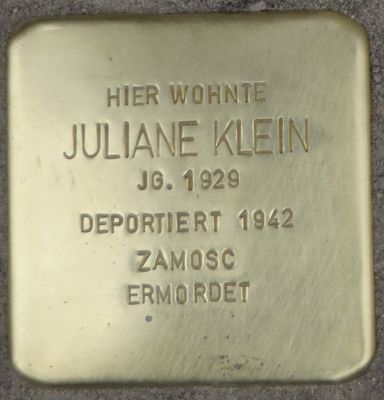 HIER WOHNTE
JULIANE KLEIN
JG. 1929
DEPORTIERT 1942
ZAMOSC
ERMORDET